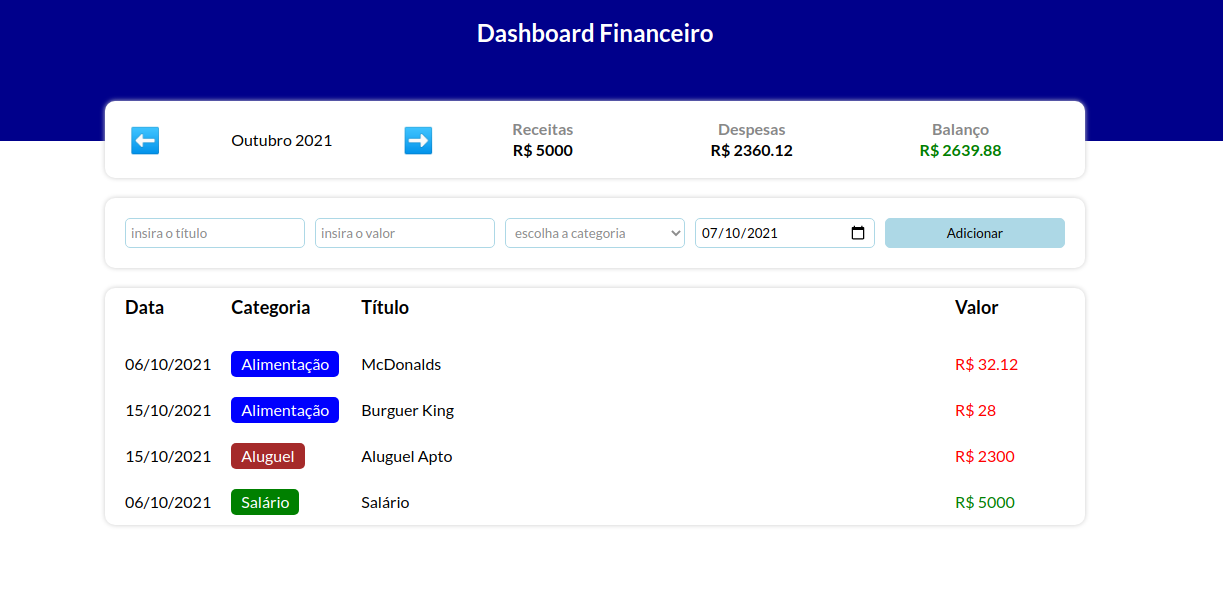 Dashboard Financeiro
Outubro 2021
Receitas Despesas Balanço
R$ 5000 R$ 2360.12 R$ 2639.88
insira o título insira o valor escolha a categoria 07/10/2021 Adicionar
Data Categoria Título Valor
06/10/2021 Alimentação McDonalds R$ 32.12
15/10/2021 Alimentação Burguer King R$ 28
15/10/2021 Aluguel Aluguel Apto R$ 2300
06/10/2021 Salário Salário R$ 5000